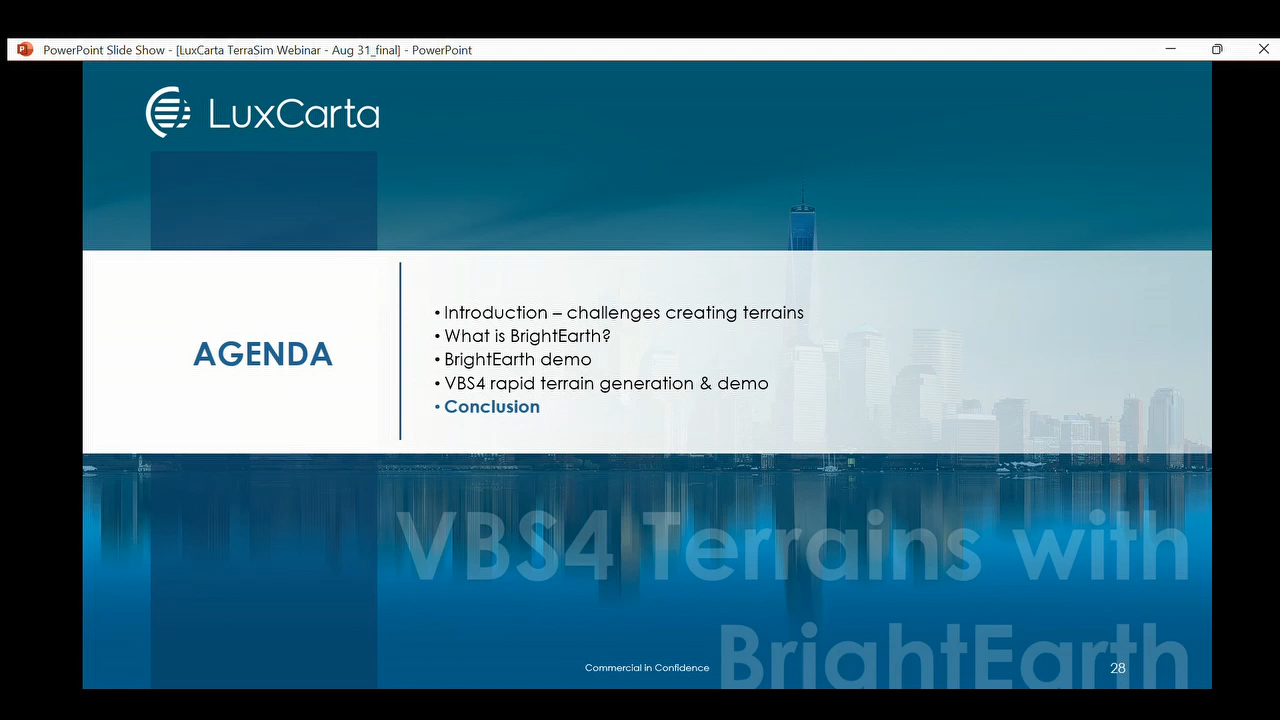 PowerPoint Slide Show - [LuxCarta TerraSim Webinar - Aug 31_final] - PowerPoint
LuxCarta
AGENDA
• Introduction – challenges creating terrains
• What is BrightEarth?
• BrightEarth demo
• VBS4 rapid terrain generation & demo
• Conclusion
VBS4 Terrains with
BrightEarth
Commercial in Confidence
28